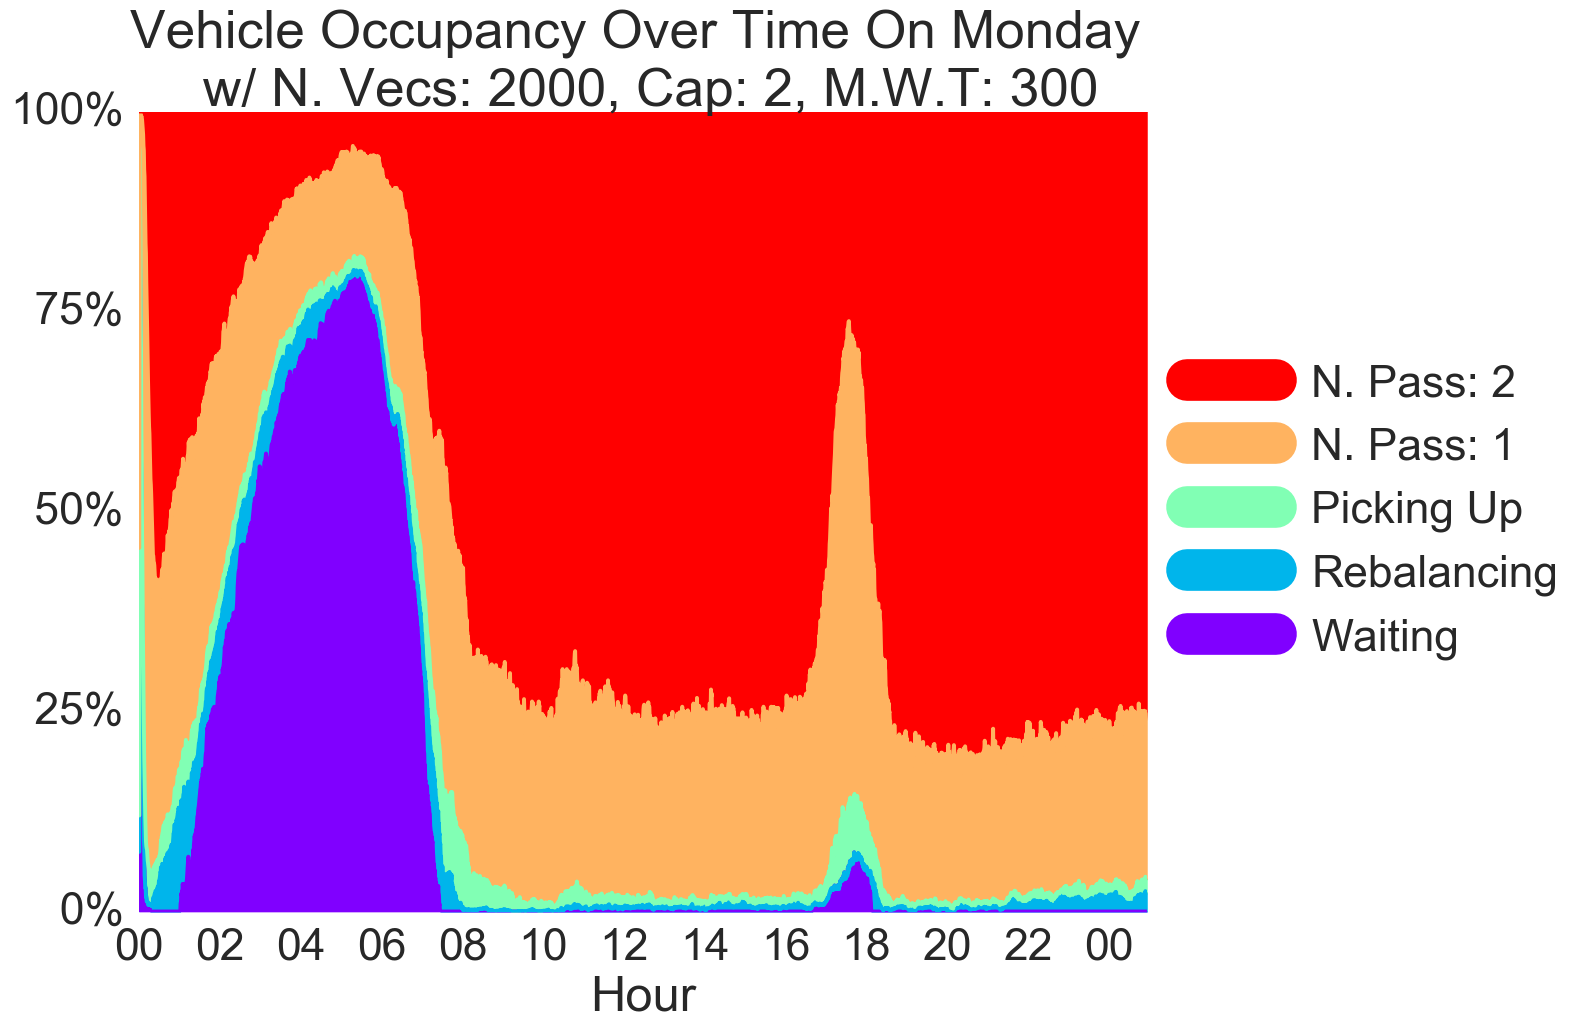 Vehicle Occupancy Over Time On Monday
w/ N. Vecs: 2000, Cap: 2, M.W.T: 300
100%
75%
50%
25%
0%
00 02 04 06 08 10 12 14 16 18 20 22 00
Hour
N. Pass: 2
N. Pass: 1
Picking Up
Rebalancing
Waiting